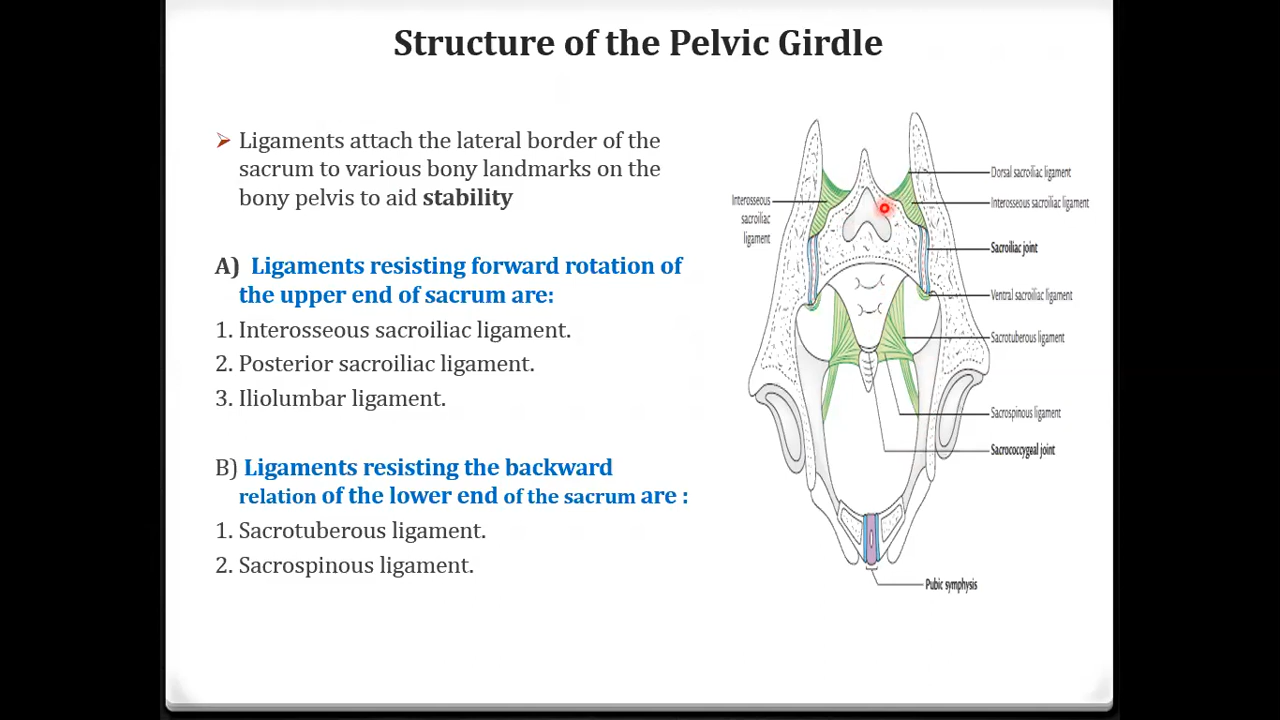 Structure of the Pelvic Girdle
Ligaments attach the lateral border of the
sacrum to various bony landmarks on the
bony pelvis to aid stability
A) Ligaments resisting forward rotation of
the upper end of sacrum are:
1. Interosseous sacroiliac ligament.
2. Posterior sacroiliac ligament.
3. Iliolumbar ligament.
B) Ligaments resisting the backward
relation of the lower end of the sacrum are :
1. Sacrotuberous ligament.
2. Sacrospinous ligament.
Interosseous
sacroiliac
ligament
Dorsal sacroiliac ligament
Interosseous sacroiliac ligament
Sacroiliac joint
Ventral sacroiliac ligament
Sacrotuberous ligament
Sacrospinous ligament
Sacrococcygeal joint
Pubic symphysis